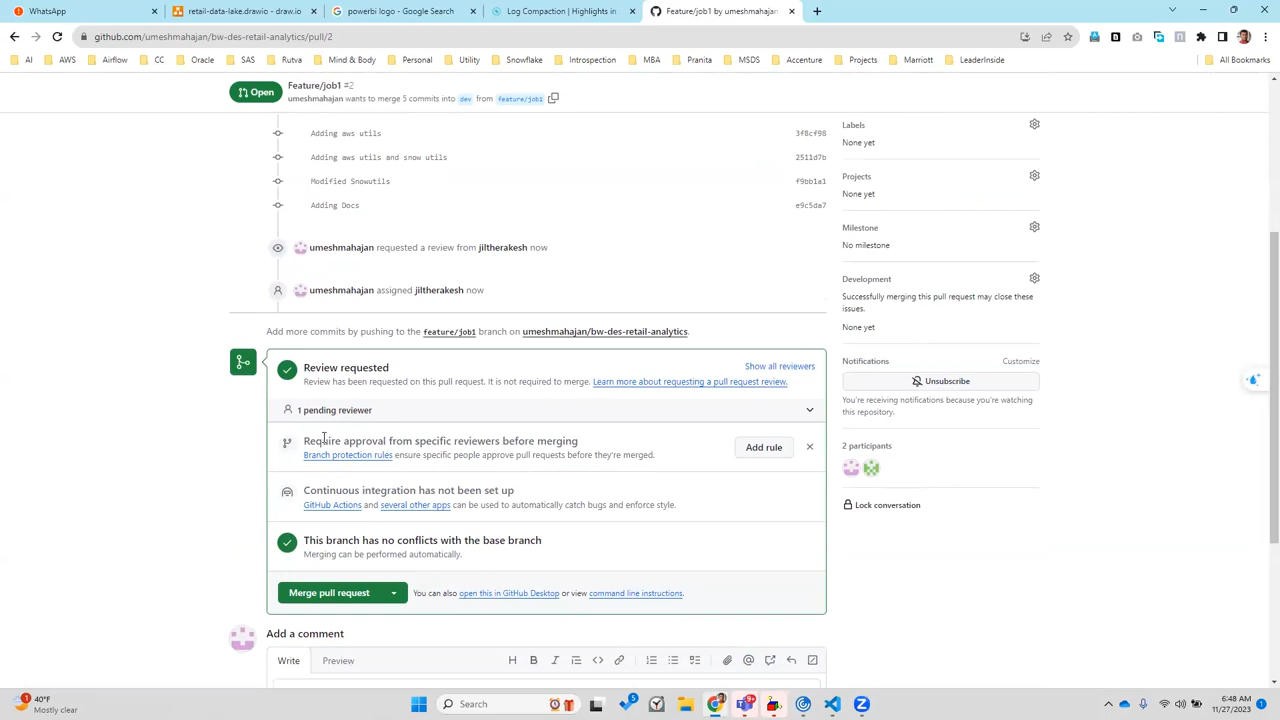 WhatsApp
retail-data-lake.drawio - draw.io
powerbi logo - Google Search
Log Compaction | Highlights in
Feature/job1 by umeshmahajan
github.com/umeshmahajan/bw-des-retail-analytics/pull/2
AI AWS Airflow CC Oracle SAS Rutva Mind & Body Personal Utility Snowflake Introspection MBA Pranita MSDS Accenture Projects Marriott LeaderInside All Bookmarks
Open
Feature/job1 #2
umeshmahajan wants to merge 5 commits into dev from feature/job1
Adding aws utils 3f8cf98
Adding aws utils and snow utils 2511d7b
Modified Snowutils f9bb1a1
Adding Docs e9c5da7
umeshmahajan requested a review from jiltherakesh now
umeshmahajan assigned jiltherakesh now
Add more commits by pushing to the feature/job1 branch on umeshmahajan/bw-des-retail-analytics.
Review requested
Show all reviewers
Review has been requested on this pull request. It is not required to merge. Learn more about requesting a pull request review.
1 pending reviewer
Require approval from specific reviewers before merging
Branch protection rules ensure specific people approve pull requests before they're merged.
Add rule
Continuous integration has not been set up
GitHub Actions and several other apps can be used to automatically catch bugs and enforce style.
This branch has no conflicts with the base branch
Merging can be performed automatically.
Merge pull request
You can also open this in GitHub Desktop or view command line instructions.
Add a comment
Write Preview
Labels
None yet
Projects
None yet
Milestone
No milestone
Development
Successfully merging this pull request may close these
issues.
None yet
Notifications Customize
Unsubscribe
You're receiving notifications because you're watching
this repository.
2 participants
Lock conversation
1
40°F
Mostly clear
Search
5
9+
6:48 AM
11/27/2023